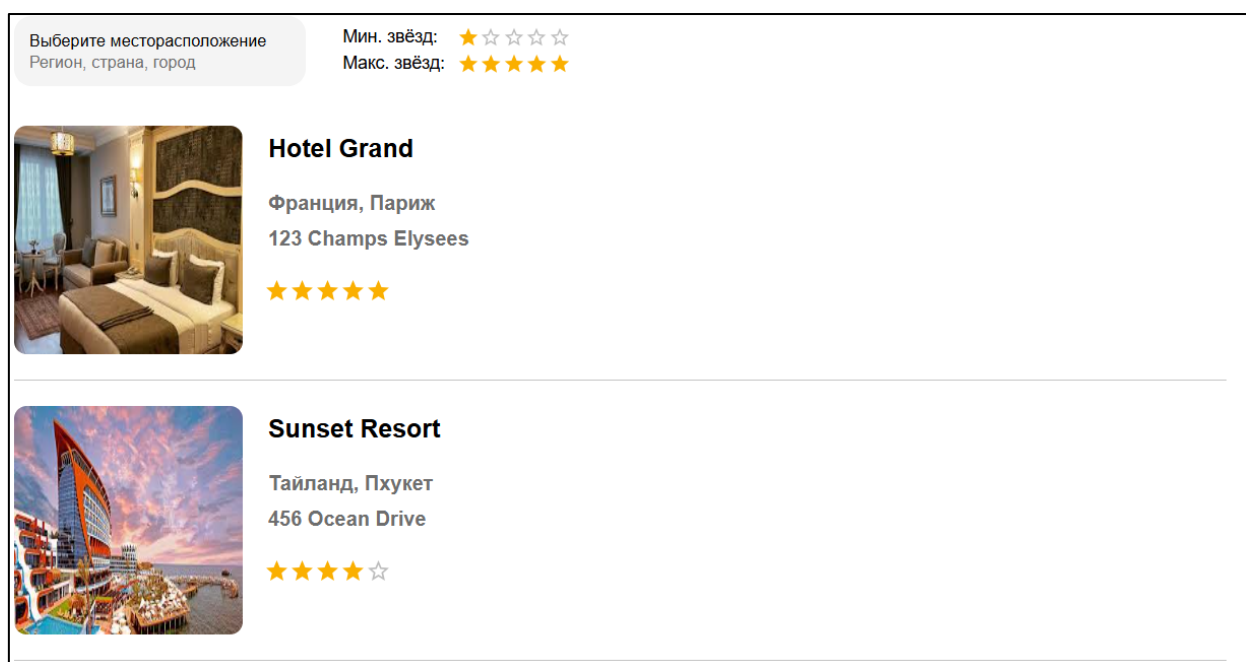 Выберите месторасположение
Регион, страна, город
Мин. звёзд:
Макс. звёзд:
Hotel Grand
Франция, Париж
123 Champs Elysees
Sunset Resort
Тайланд, Пхукет
456 Ocean Drive